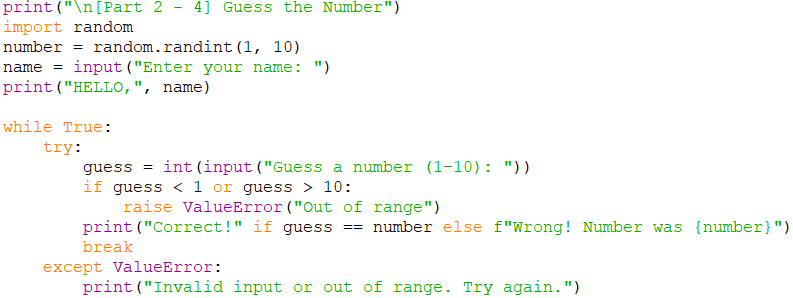 print("\n[Part 2 - 4] Guess the Number")
import random
number = random.randint(1, 10)
name = input("Enter your name: ")
print("HELLO,", name)

while True:
    try:
        guess = int(input("Guess a number (1-10): "))
        if guess < 1 or guess > 10:
            raise ValueError("Out of range")
        print("Correct!" if guess == number else f"Wrong! Number was {number}")
        break
    except ValueError:
        print("Invalid input or out of range. Try again.")